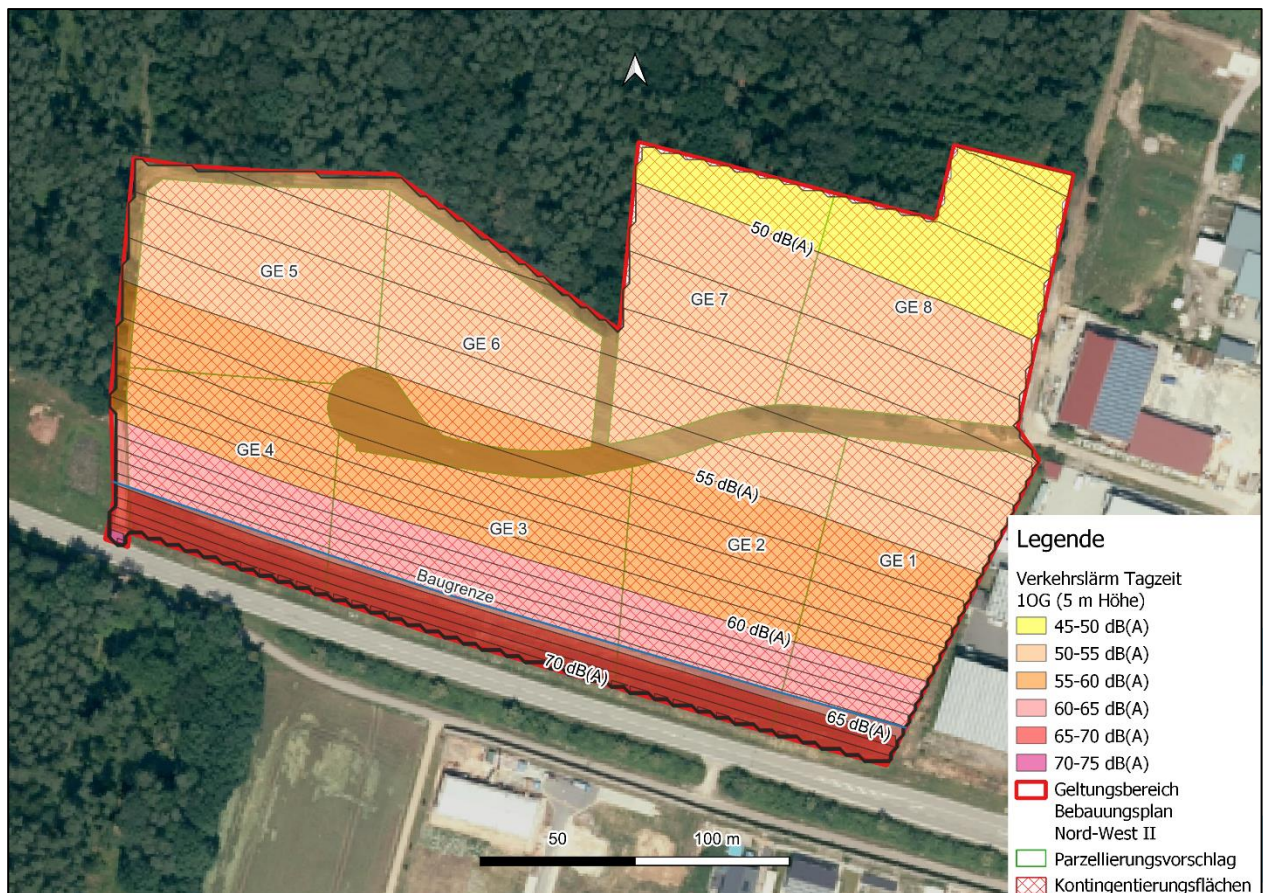 50 dB(A)
GE 5
GE 7
GE 8
GE 6
GE 4
55 dB(A)
GE 3
GE 2
GE 1
Baugrenze
60 dB(A)
70 dB(A)
65 dB(A)
50
100 m
Legende
Verkehrslärm Tagzeit
1OG (5 m Höhe)
45-50 dB(A)
50-55 dB(A)
55-60 dB(A)
60-65 dB(A)
65-70 dB(A)
70-75 dB(A)
Geltungsbereich
Bebauungsplan
Nord-West II
Parzellierungsvorschlag
Kontingentierungsflächen